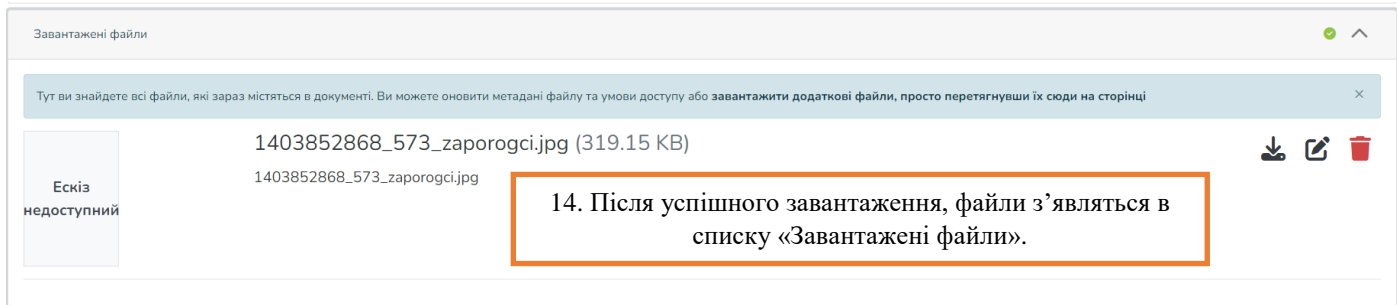 Завантажені файли
Тут ви знайдете всі файли, які зараз містяться в документі. Ви можете оновити метадані файлу та умови доступу або завантажити додаткові файли, просто перетягнувши їх сюди на сторінці
1403852868_573_zaporogci.jpg (319.15 KB)
1403852868_573_zaporogci.jpg
Ескіз
недоступний
14. Після успішного завантаження, файли з’являться в
списку «Завантажені файли».